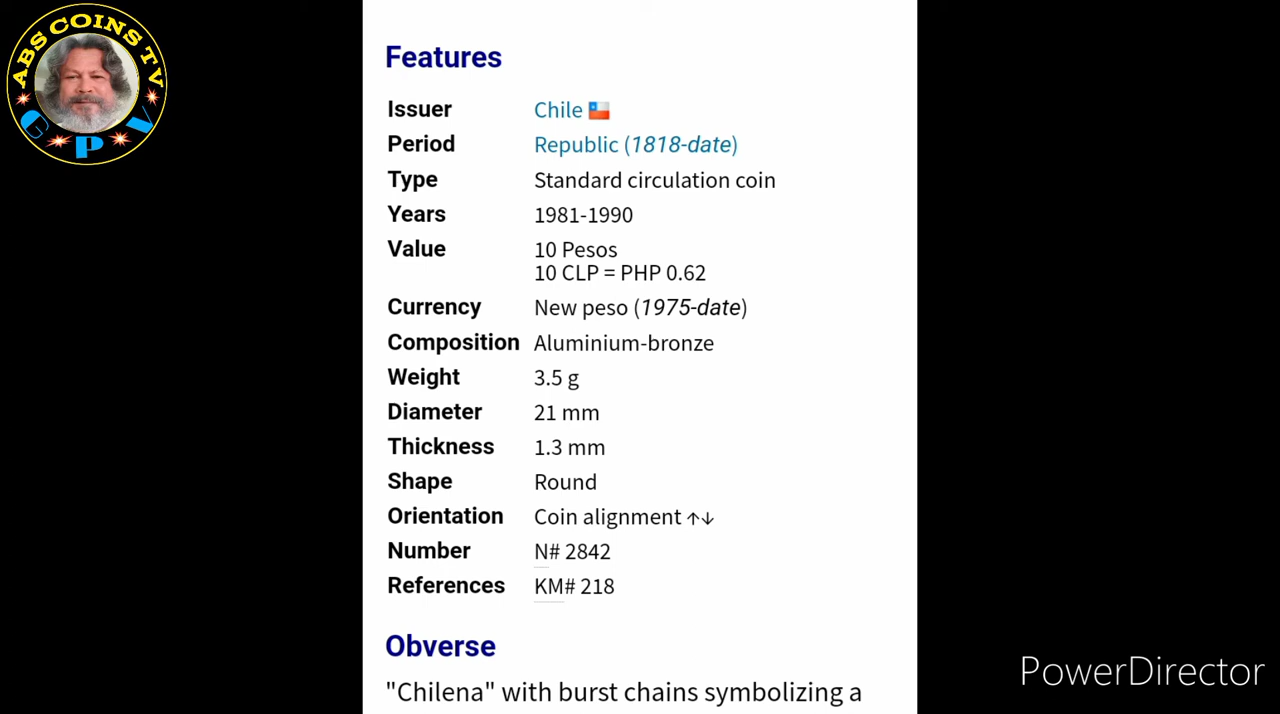 ABS COINS TV
GPV
Features
Issuer Chile
Period Republic (1818-date)
Type Standard circulation coin
Years 1981-1990
Value 10 Pesos
10 CLP = PHP 0.62
Currency New peso (1975-date)
Composition Aluminium-bronze
Weight 3.5 g
Diameter 21 mm
Thickness 1.3 mm
Shape Round
Orientation Coin alignment ↑↓
Number N# 2842
References KM# 218
Obverse
"Chilena" with burst chains symbolizing a
PowerDirector